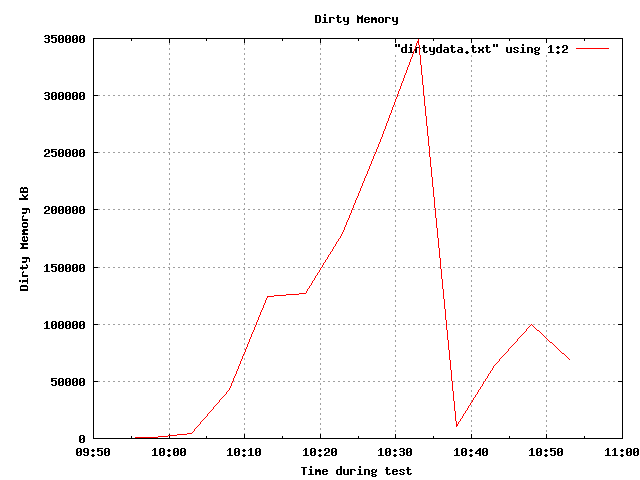 Dirty Memory
350000
"dirtydata.txt" using 1:2
300000
250000
200000
150000
100000
50000
0
Dirty Memory kB
09:50 10:00 10:10 10:20 10:30 10:40 10:50 11:00
Time during test